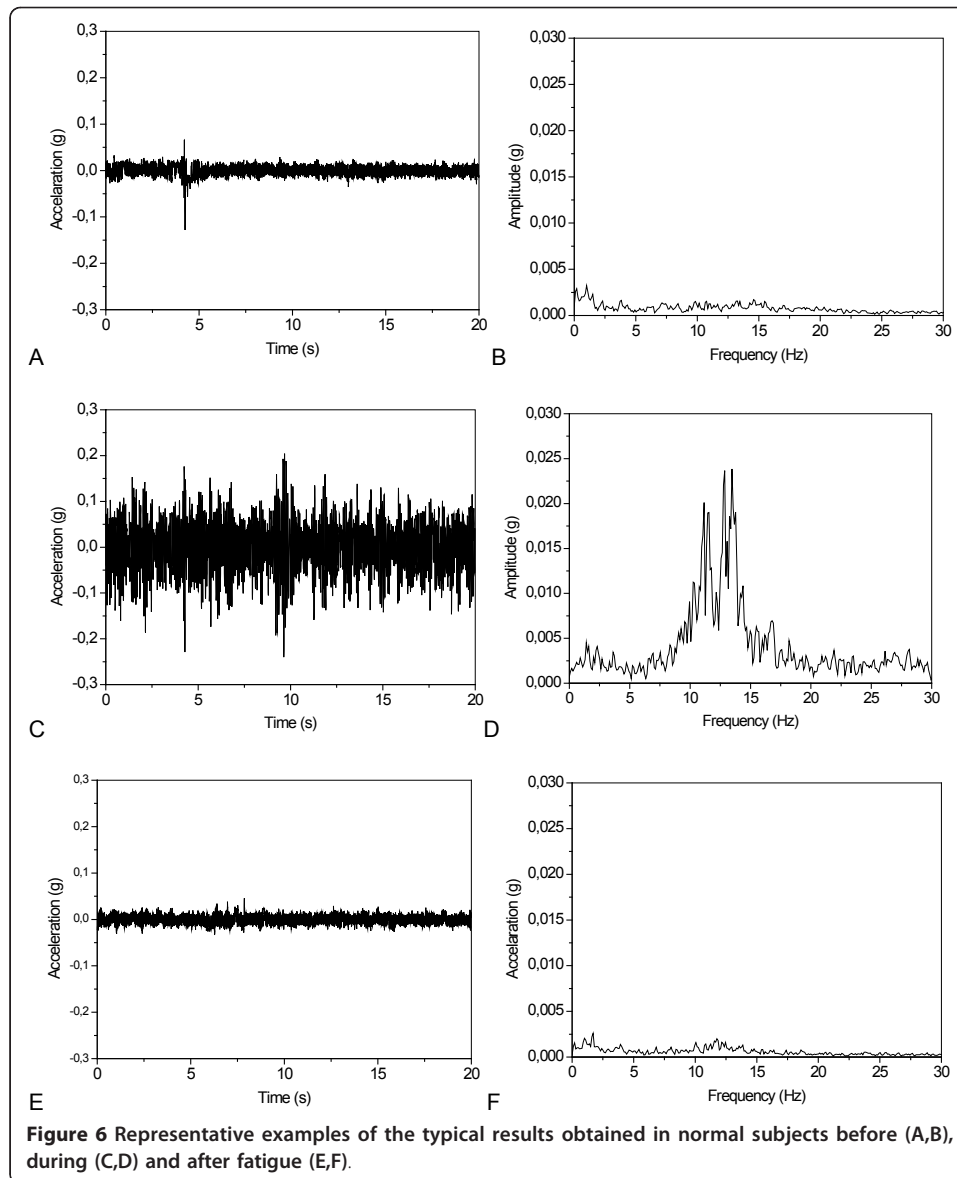 0,3
0,2
0,1
0,0
-0,1
-0,2
-0,3
Accelaration (g)
0 5 10 15 20
Time (s)
A
0,030
0,025
0,020
0,015
0,010
0,005
0,000
Amplitude (g)
0 5 10 15 20 25 30
Frequency (Hz)
B
0,3
0,2
0,1
0,0
-0,1
-0,2
-0,3
Acceleration (g)
0 5 10 15 20
Time (s)
C
0,030
0,025
0,020
0,015
0,010
0,005
0,000
Amplitude (g)
0 5 10 15 20 25 30
Frequency (Hz)
D
0,3
0,2
0,1
0,0
-0,1
-0,2
-0,3
Acceleration (g)
0 5 10 15 20
Time (s)
E
0,030
0,025
0,020
0,015
0,010
0,005
0,000
Accelaration (g)
0 5 10 15 20 25 30
Frequency (Hz)
F
Figure 6 Representative examples of the typical results obtained in normal subjects before (A,B),
during (C,D) and after fatigue (E,F).